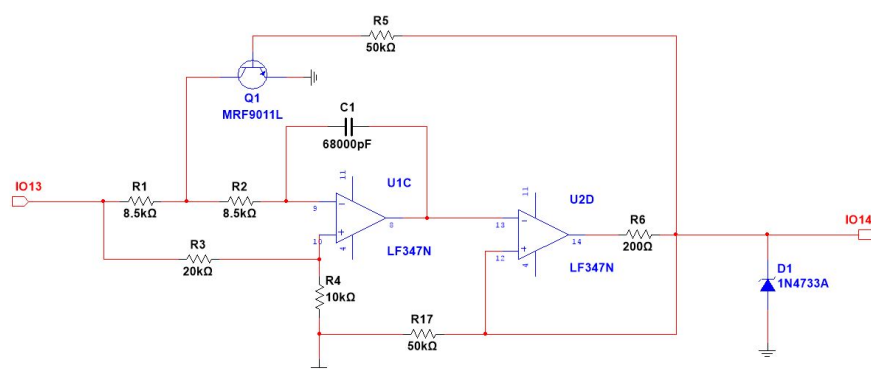 R5
50kΩ
Q1
MRF9011L
C1
68000pF
IO13
R1
8.5kΩ
R2
8.5kΩ
U1C
11
9
10
8
4
LF347N
U2D
11
13
12
14
4
LF347N
R6
200Ω
IO14
R3
20kΩ
R4
10kΩ
R17
50kΩ
D1
1N4733A